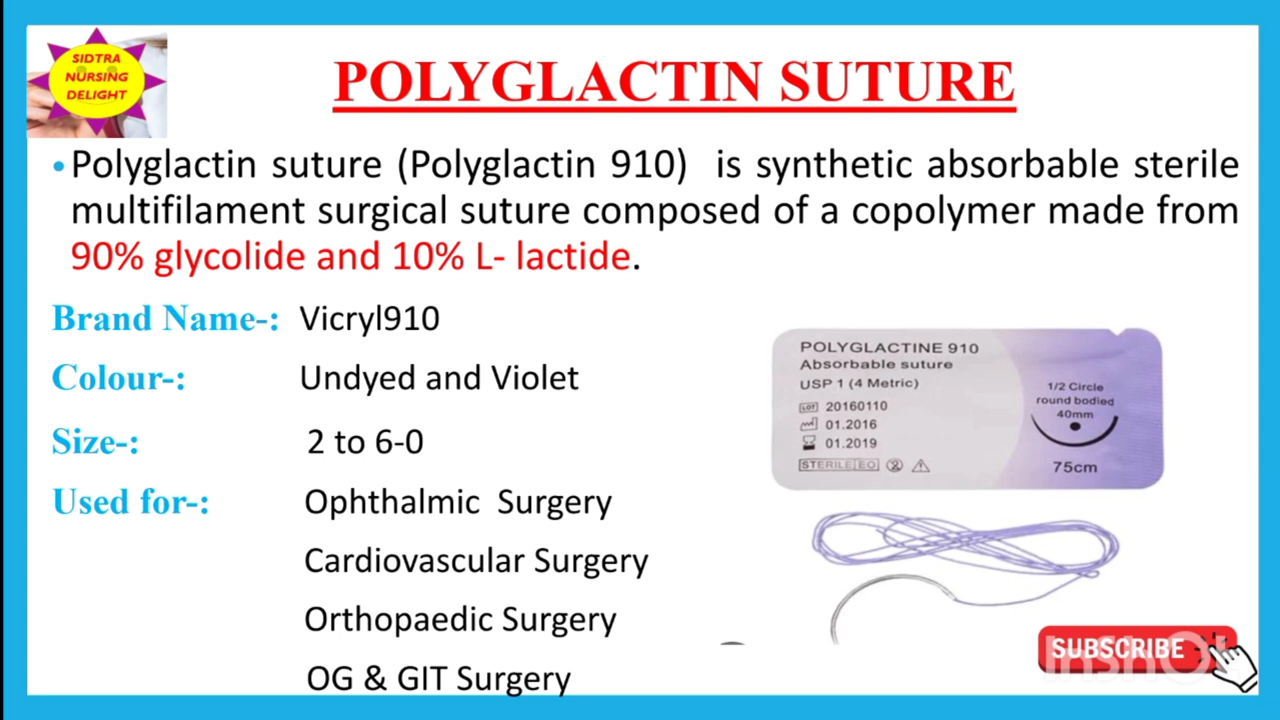 SIDTRA
NURSING
DELIGHT
POLYGLACTIN SUTURE
•Polyglactin suture (Polyglactin 910) is synthetic absorbable sterile
multifilament surgical suture composed of a copolymer made from
90% glycolide and 10% L- lactide.
Brand Name-: Vicryl910
Colour-: Undyed and Violet
Size-: 2 to 6-0
Used for-: Ophthalmic Surgery
Cardiovascular Surgery
Orthopaedic Surgery
OG & GIT Surgery
POLYGLACTINE 910
Absorbable suture
USP 1 (4 Metric)
LOT 20160110
01.2016
01.2019
STERILE EO 2
1/2 Circle
round bodied
40mm
75cm
SUBSCRIBE
InShOt